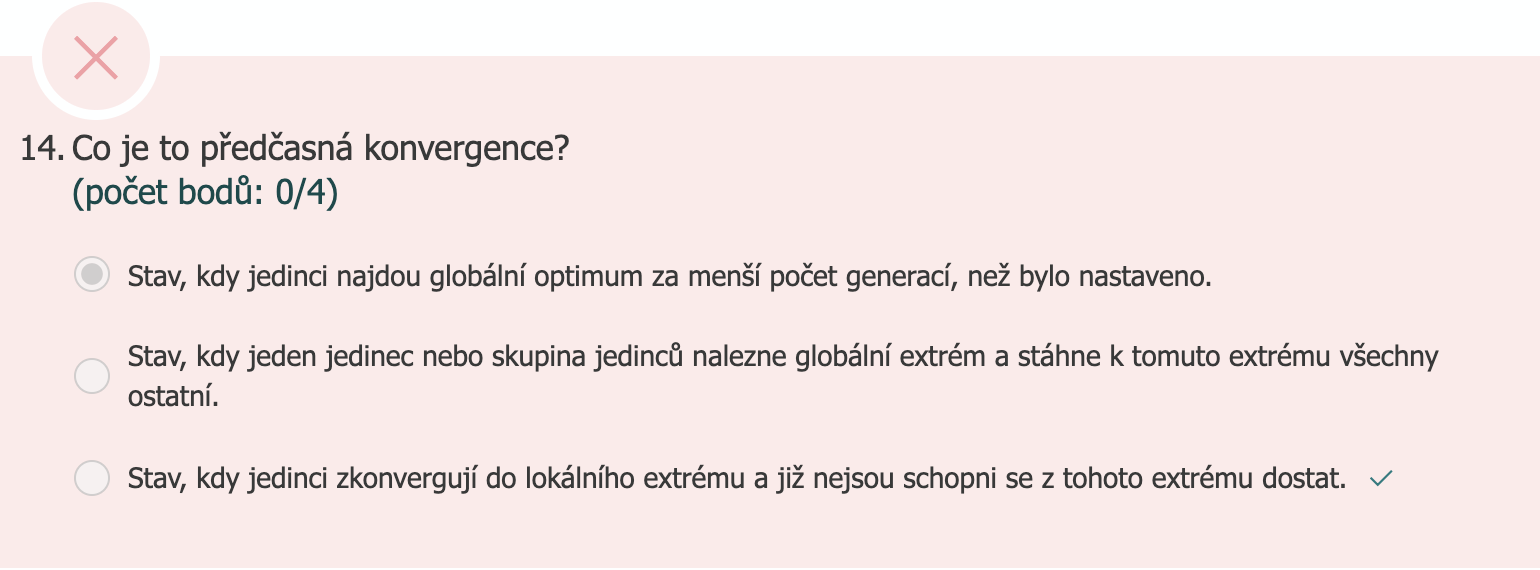 14. Co je to předčasná konvergence?
(počet bodů: 0/4)
Stav, kdy jedinci najdou globální optimum za menší počet generací, než bylo nastaveno.
Stav, kdy jeden jedinec nebo skupina jedinců nalezne globální extrém a stáhne k tomuto extrému všechny
ostatní.
Stav, kdy jedinci zkonvergují do lokálního extrému a již nejsou schopni se z tohoto extrému dostat.